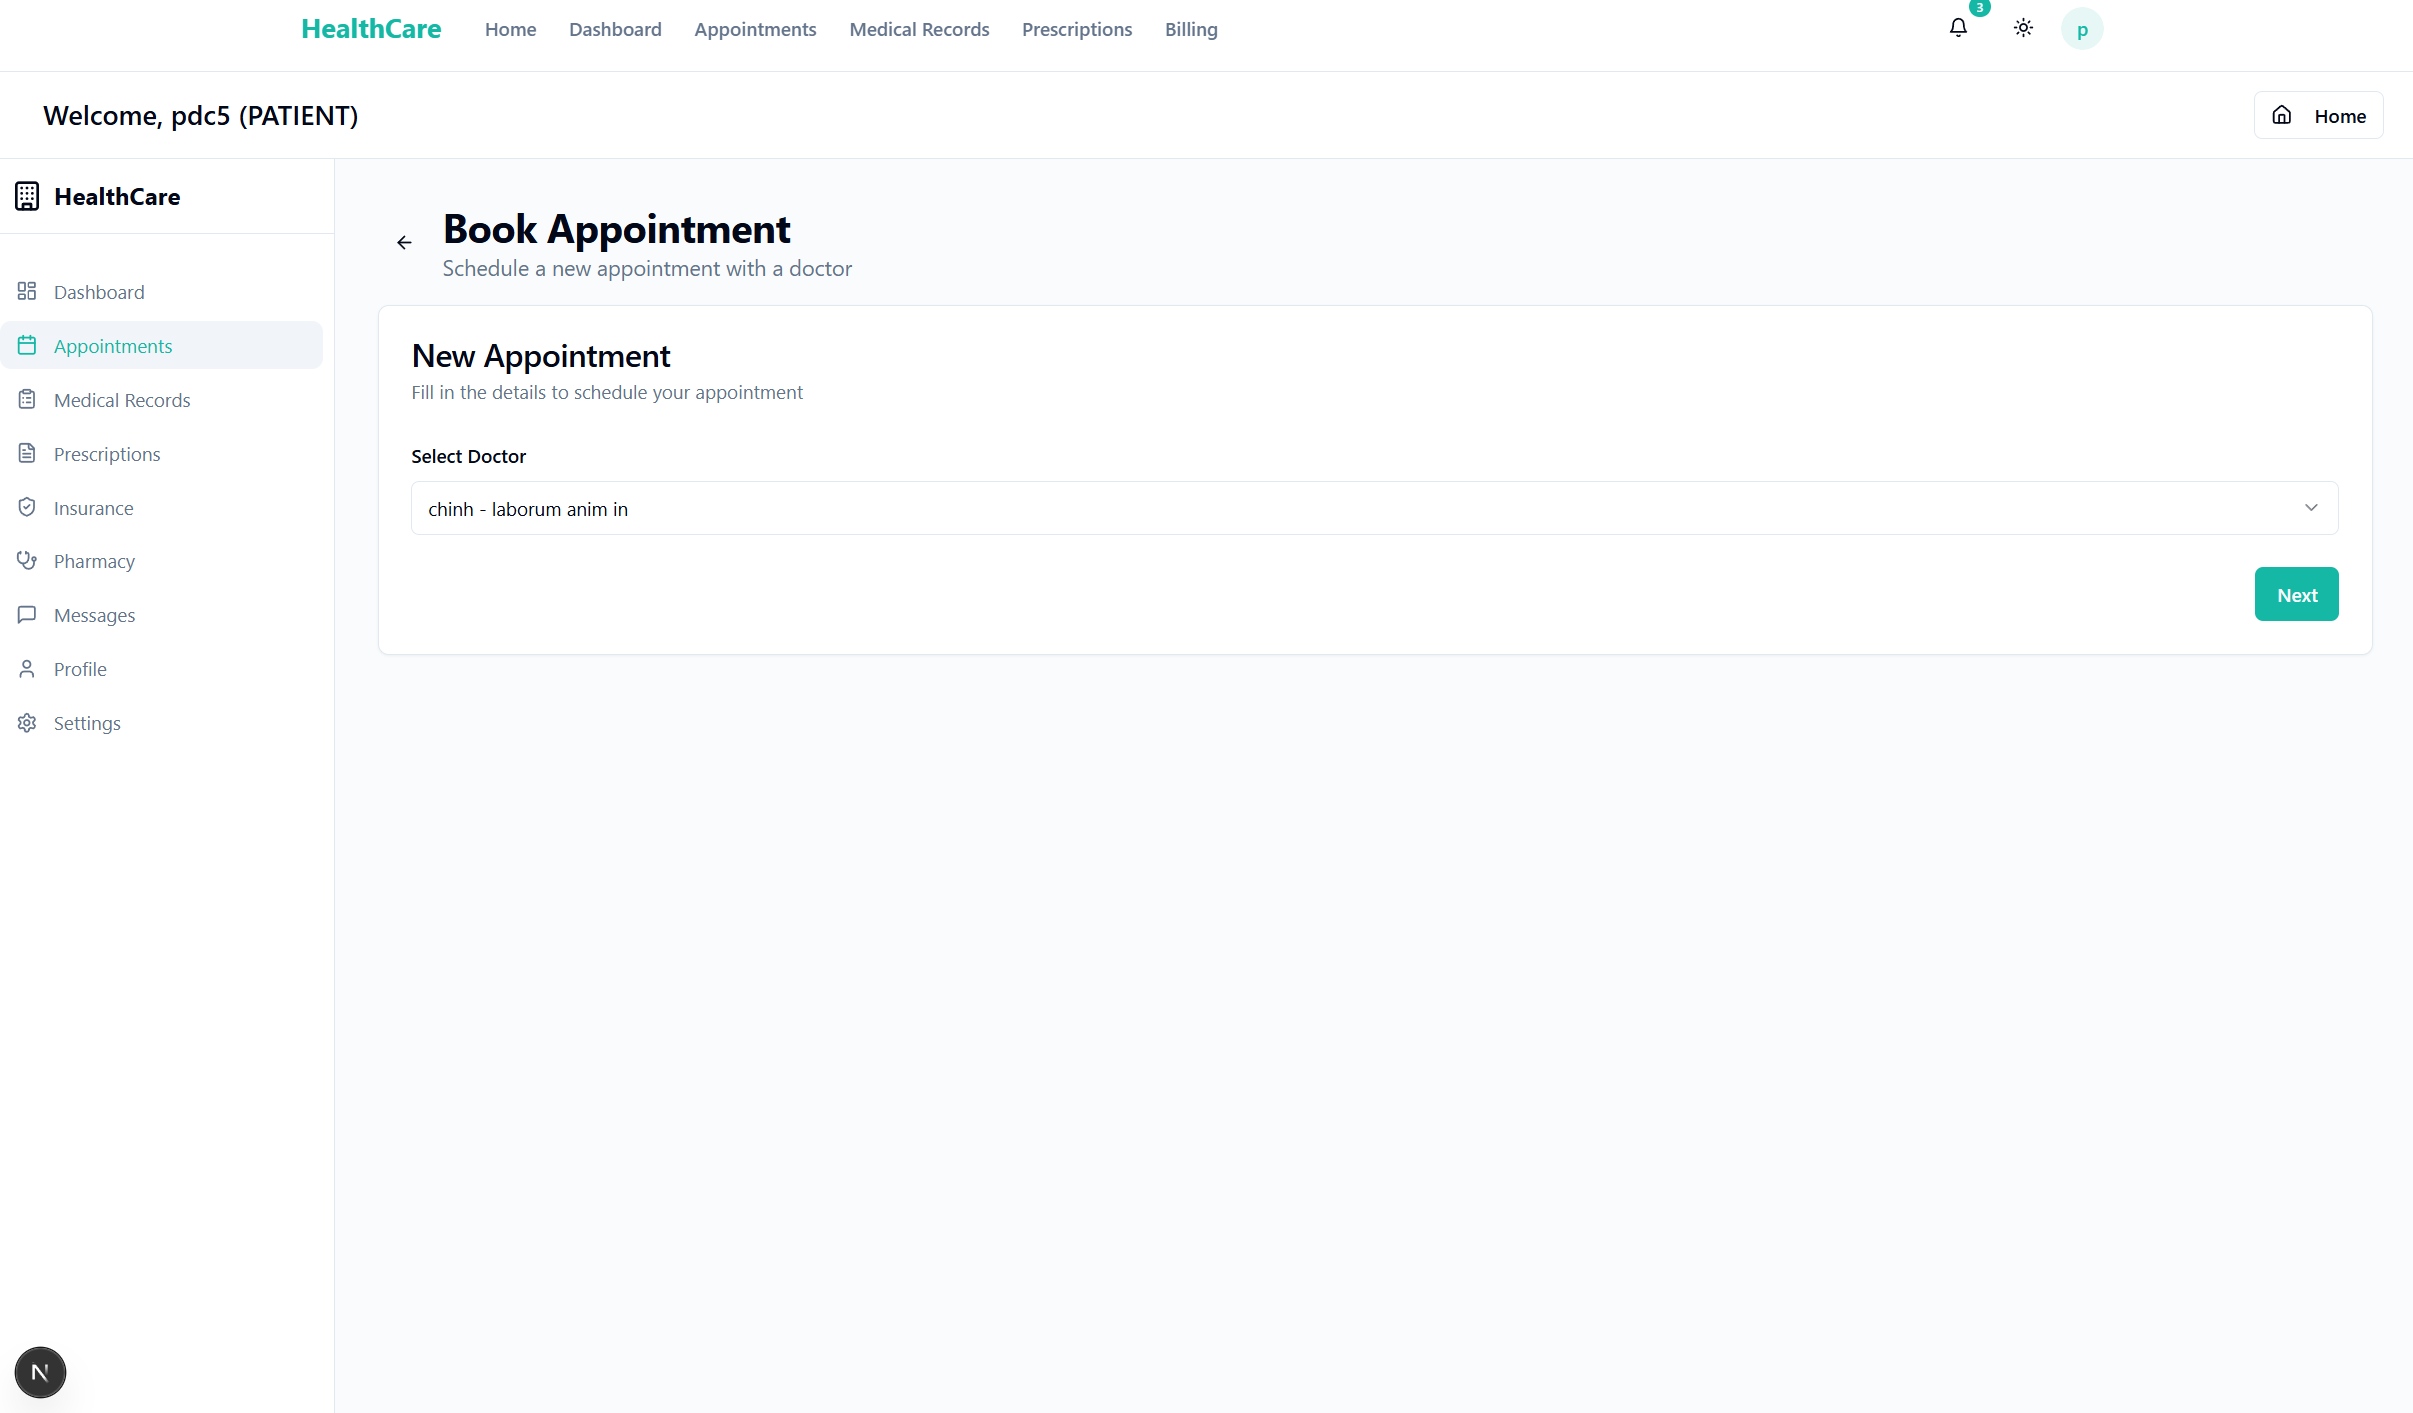 HealthCare Home Dashboard Appointments Medical Records Prescriptions Billing 3 p
Welcome, pdc5 (PATIENT) Home
HealthCare
Dashboard
Appointments
Medical Records
Prescriptions
Insurance
Pharmacy
Messages
Profile
Settings
N
Book Appointment
Schedule a new appointment with a doctor
New Appointment
Fill in the details to schedule your appointment
Select Doctor
chinh - laborum anim in
Next